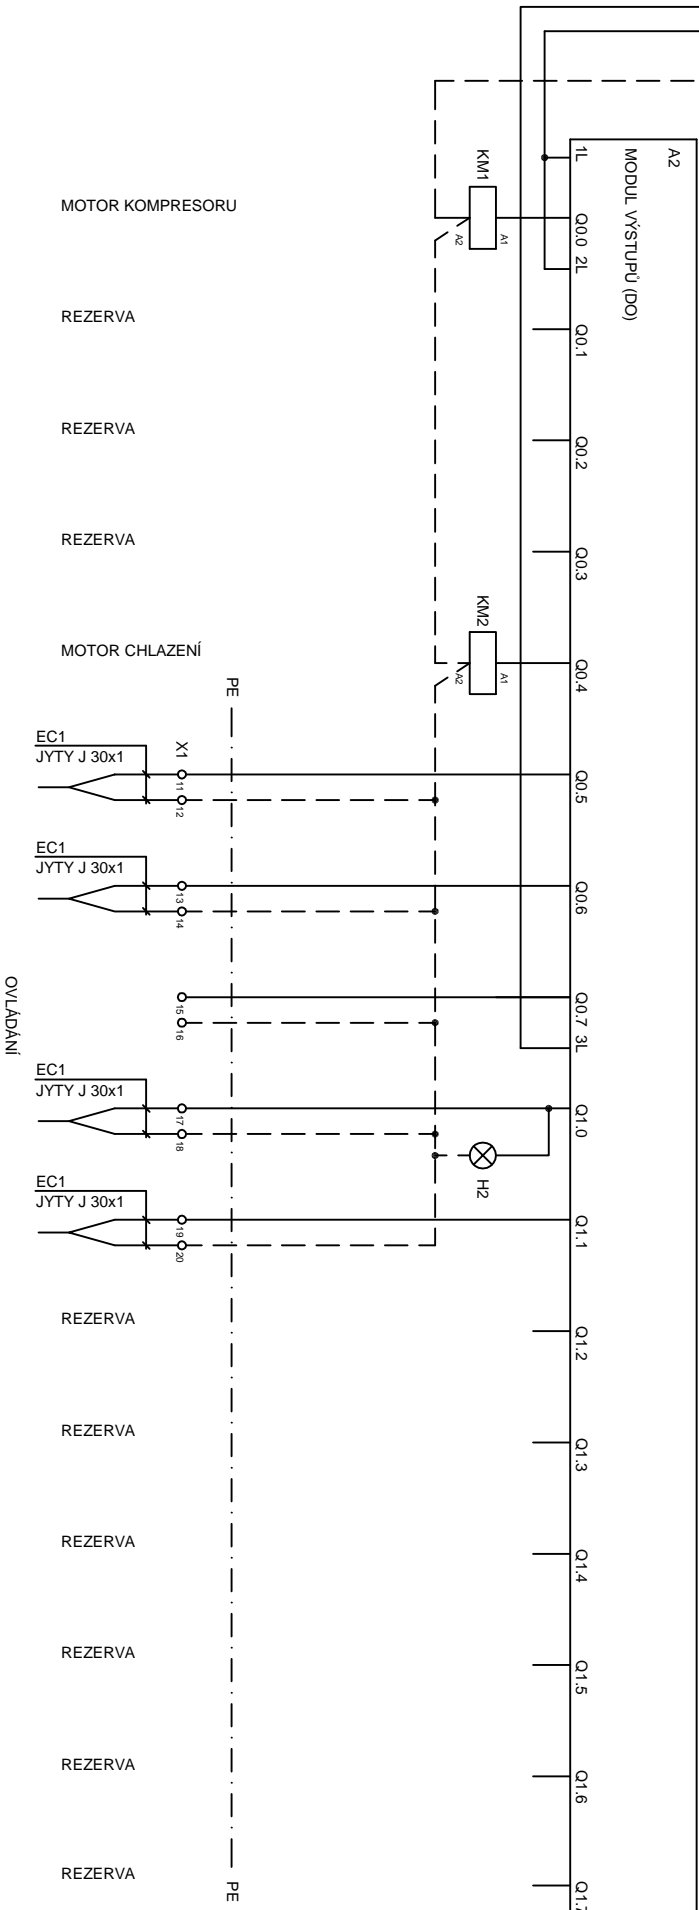 A2
MODUL VÝSTUPŮ (DO)
1L
KM1
A1
A2
Q0.0
MOTOR KOMPRESORU
2L
Q0.1
REZERVA
Q0.2
REZERVA
Q0.3
REZERVA
KM2
A1
A2
Q0.4
MOTOR CHLAZENÍ
PE
X1
EC1
JYTY J 30x1
11
12
Q0.5
EC1
JYTY J 30x1
13
14
Q0.6
OVLÁDÁNÍ
15
16
Q0.7
3L
EC1
JYTY J 30x1
17
18
Q1.0
H2
EC1
JYTY J 30x1
19
20
Q1.1
REZERVA
Q1.2
REZERVA
Q1.3
REZERVA
Q1.4
REZERVA
Q1.5
REZERVA
Q1.6
REZERVA
PE
Q1.7